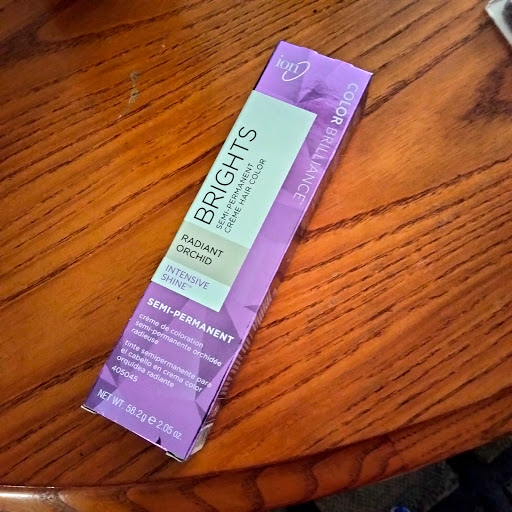 ion
COLOR BRILLIANCE
BRIGHTS
SEMI-PERMANENT
CRÈME HAIR COLOR
RADIANT
ORCHID
INTENSIVE
SHINE™
SEMI-PERMANENT
crème de coloration
semi-permanente orchidée
radieuse
tinte semipermanente para
el cabello en crema color
orquídea radiante
405045
NET WT. 58.2g ℮ 2.05 oz.